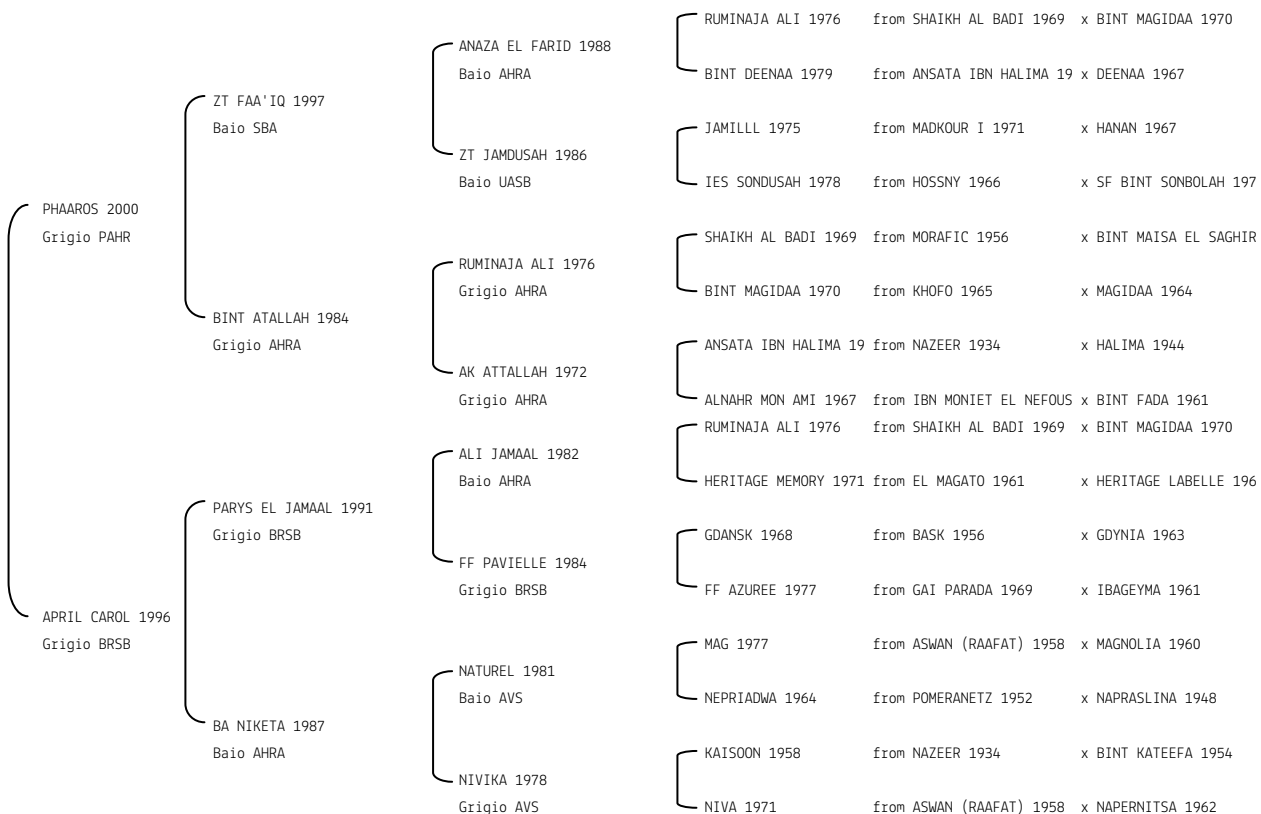 RUMINAJA ALI 1976 from SHAIKH AL BADI 1969 x BINT MAGIDAA 1970
ANAZA EL FARID 1988
Baio AHRA
BINT DEENAA 1979 from ANSATA IBN HALIMA 19 x DEENAA 1967
ZT FAA'IQ 1997
Baio SBA
JAMILLL 1975 from MADKOUR I 1971 x HANAN 1967
ZT JAMDUSAH 1986
Baio UASB
IES SONDUSAH 1978 from HOSSNY 1966 x SF BINT SONBOLAH 197
PHAAROS 2000
Grigio PAHR
SHAIKH AL BADI 1969 from MORAFIC 1956 x BINT MAISA EL SAGHIR
RUMINAJA ALI 1976
Grigio AHRA
BINT MAGIDAA 1970 from KHOFO 1965 x MAGIDAA 1964
BINT ATALLAH 1984
Grigio AHRA
ANSATA IBN HALIMA 19 from NAZEER 1934 x HALIMA 1944
AK ATTALLAH 1972
Grigio AHRA
ALNAHR MON AMI 1967 from IBN MONIET EL NEFOUS x BINT FADA 1961
RUMINAJA ALI 1976 from SHAIKH AL BADI 1969 x BINT MAGIDAA 1970
ALI JAMAAL 1982
Baio AHRA
HERITAGE MEMORY 1971 from EL MAGATO 1961 x HERITAGE LABELLE 196
PARYS EL JAMAAL 1991
Grigio BRSB
GDANSK 1968 from BASK 1956 x GDYNIA 1963
FF PAVIELLE 1984
Grigio BRSB
FF AZUREE 1977 from GAI PARADA 1969 x IBAGEYMA 1961
APRIL CAROL 1996
Grigio BRSB
MAG 1977 from ASWAN (RAAFAT) 1958 x MAGNOLIA 1960
NATUREL 1981
Baio AVS
NEPRIADWA 1964 from POMERANETZ 1952 x NAPRASLINA 1948
BA NIKETA 1987
Baio AHRA
KAISOON 1958 from NAZEER 1934 x BINT KATEEFA 1954
NIVIKA 1978
Grigio AVS
NIVA 1971 from ASWAN (RAAFAT) 1958 x NAPERNITSA 1962